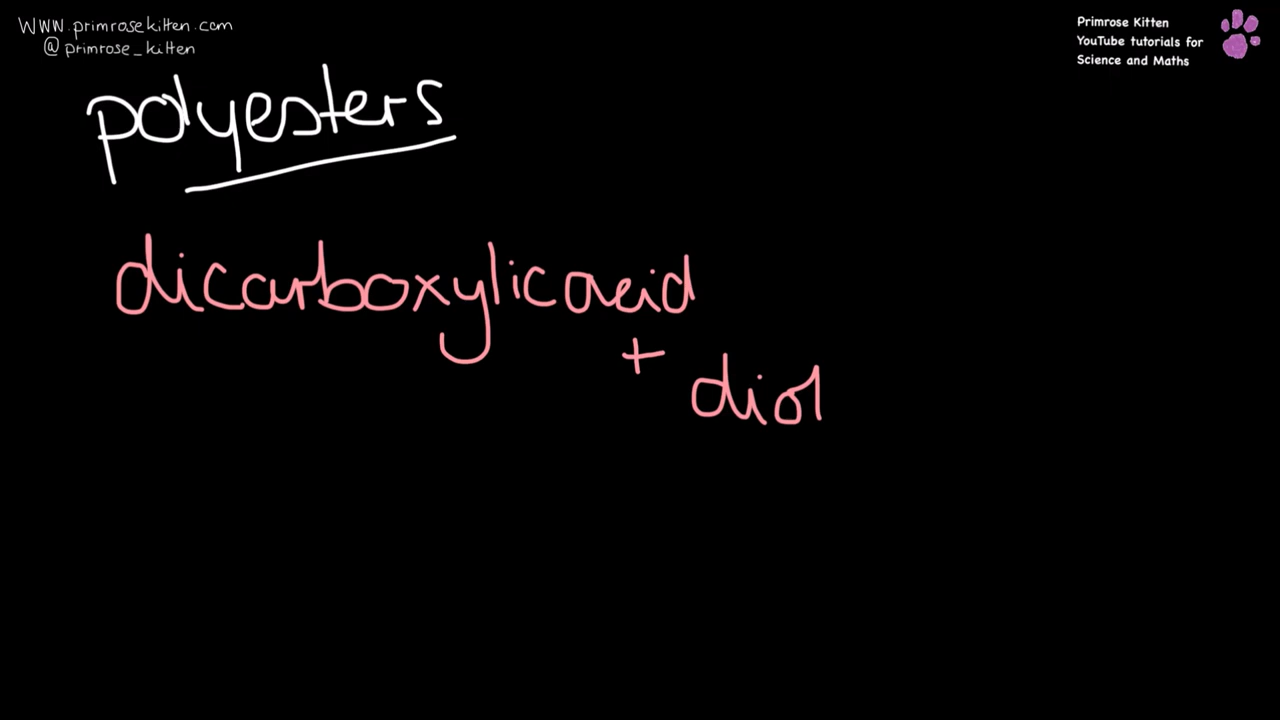 WWW.primrosekitten.com
@primrose_kitten
Primrose Kitten
YouTube tutorials for
Science and Maths
polyesters
dicarboxylicacid
+
diol